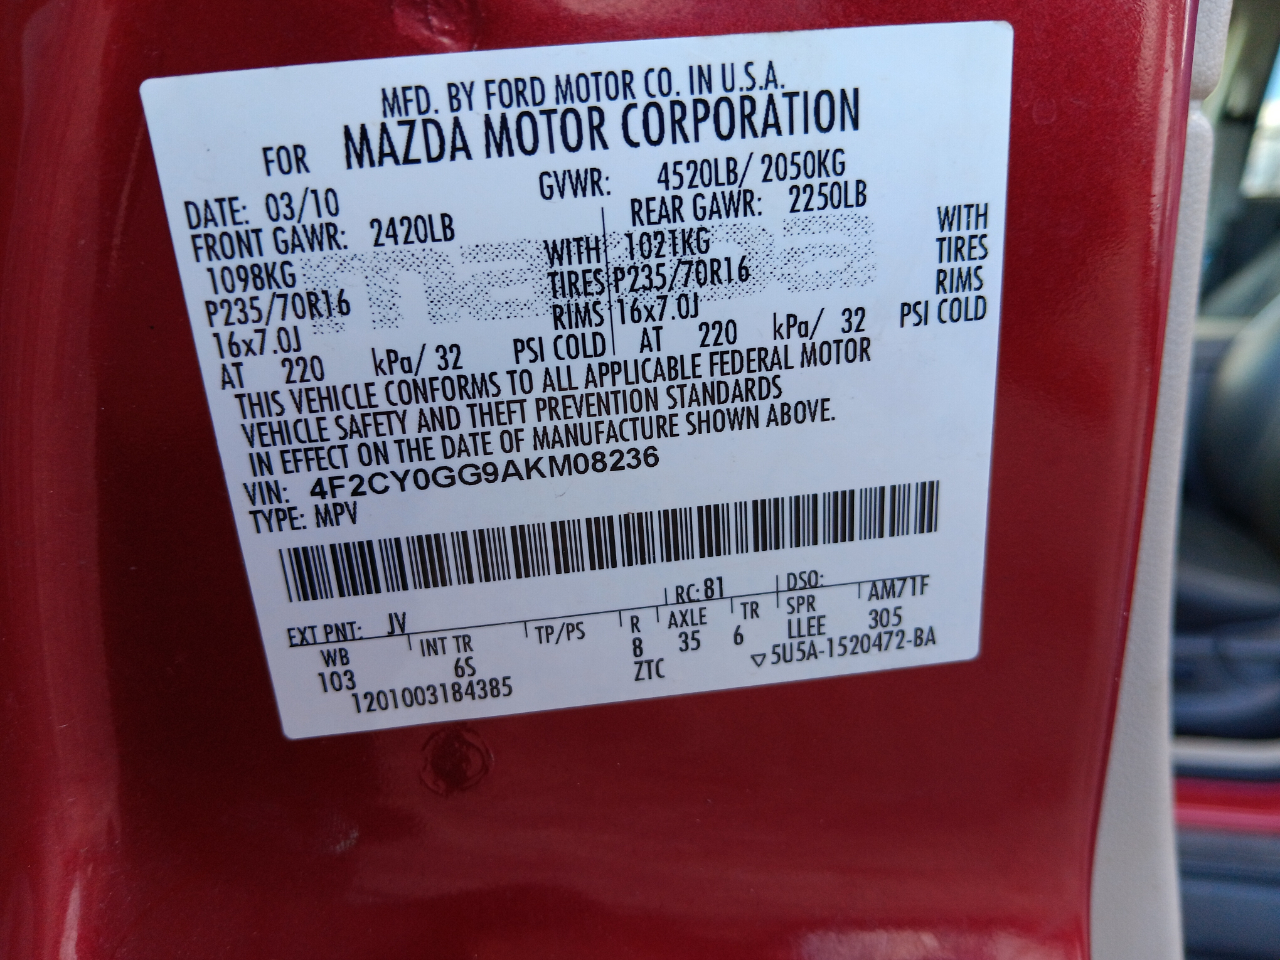 MFD. BY FORD MOTOR CO. IN U.S.A.
FOR MAZDA MOTOR CORPORATION
DATE: 03/10 GVWR: 4520LB/ 2050KG
FRONT GAWR: 2420LB REAR GAWR: 2250LB
1098KG WITH 1021KG WITH
P235/70R16 TIRES P235/70R16 TIRES
16x7.0J RIMS 16x7.0J RIMS
AT 220 kPa/ 32 PSI COLD AT 220 kPa/ 32 PSI COLD
THIS VEHICLE CONFORMS TO ALL APPLICABLE FEDERAL MOTOR
VEHICLE SAFETY AND THEFT PREVENTION STANDARDS
IN EFFECT ON THE DATE OF MANUFACTURE SHOWN ABOVE.
VIN: 4F2CY0GG9AKM08236
TYPE: MPV
EXT PNT: JV RC: 81 DSO: AM7TF
WB INT TR TP/PS R AXLE TR SPR
103 6S 8 35 6 LLEE 305
1201003184385 ZTC ▽5U5A-1520472-BA
mazda